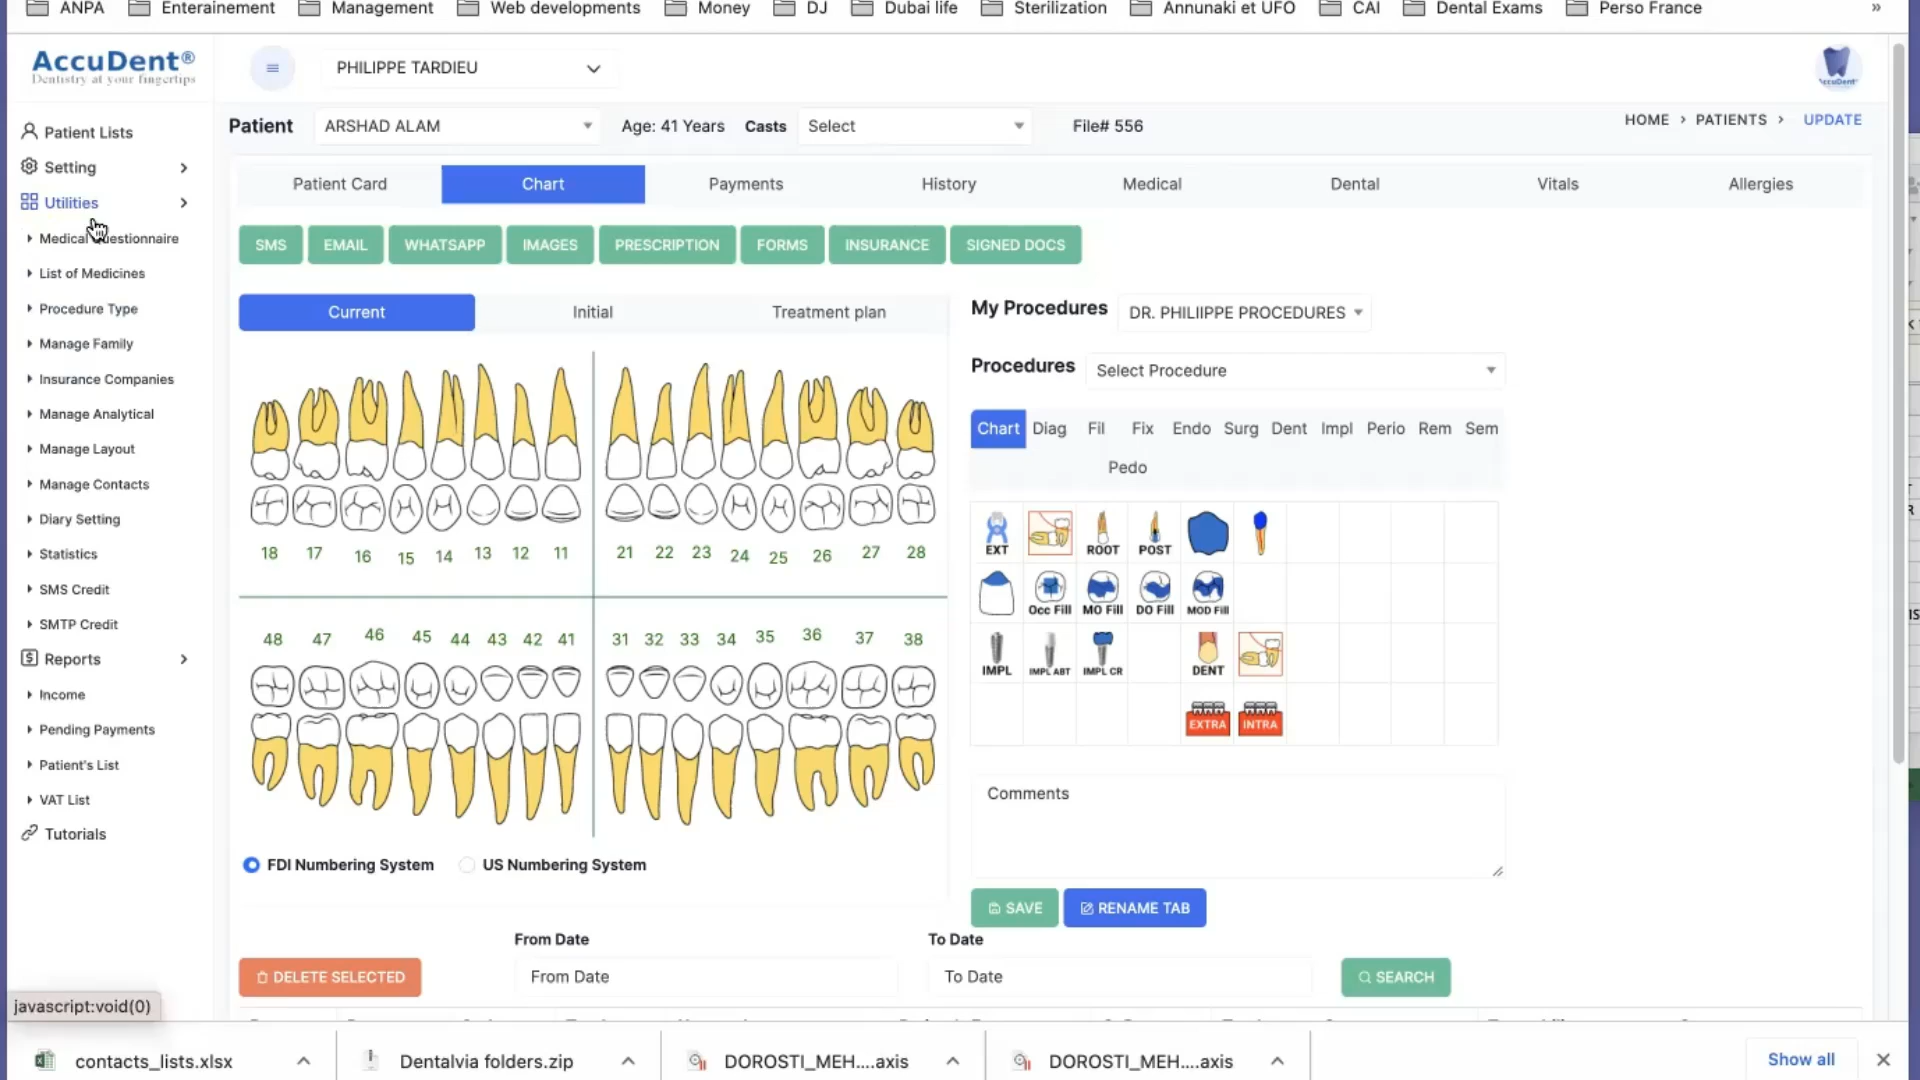 ANPA Enterainement Management Web developments Money DJ Dubai life Sterilization Annunaki et UFO CAI Dental Exams Perso France »
AccuDent®
Dentistry at your fingertips
PHILIPPE TARDIEU
AccuDent
Patient ARSHAD ALAM Age: 41 Years Casts Select File# 556
HOME > PATIENTS > UPDATE
Patient Lists
Setting
Utilities
Medical Questionnaire
List of Medicines
Procedure Type
Manage Family
Insurance Companies
Manage Analytical
Manage Layout
Manage Contacts
Diary Setting
Statistics
SMS Credit
SMTP Credit
Reports
Income
Pending Payments
Patient's List
VAT List
Tutorials
Patient Card Chart Payments History Medical Dental Vitals Allergies
SMS EMAIL WHATSAPP IMAGES PRESCRIPTION FORMS INSURANCE SIGNED DOCS
Current Initial Treatment plan
18 17 16 15 14 13 12 11 21 22 23 24 25 26 27 28
48 47 46 45 44 43 42 41 31 32 33 34 35 36 37 38
FDI Numbering System US Numbering System
My Procedures DR. PHILIIPPE PROCEDURES
Procedures Select Procedure
Chart Diag Fil Fix Endo Surg Dent Impl Perio Rem Sem
Pedo
EXT ROOT POST
Occ Fill MO Fill DO Fill MOD Fill
IMPL IMPL ABT IMPL CR DENT
EXTRA INTRA
Comments
SAVE RENAME TAB
From Date To Date
DELETE SELECTED From Date To Date SEARCH
javascript:void(0)
contacts_lists.xlsx Dentalvia folders.zip DOROSTI_MEH....axis DOROSTI_MEH....axis Show all